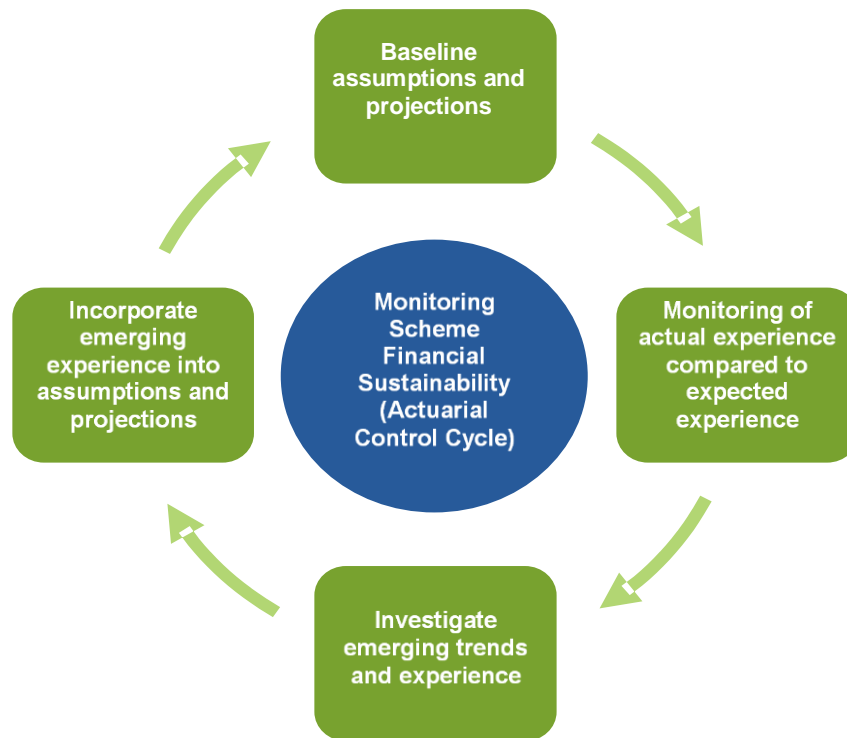 Baseline
assumptions and
projections
Monitoring of
actual experience
compared to
expected
experience
Investigate
emerging trends
and experience
Incorporate
emerging
experience into
assumptions and
projections
Monitoring
Scheme
Financial
Sustainability
(Actuarial
Control Cycle)